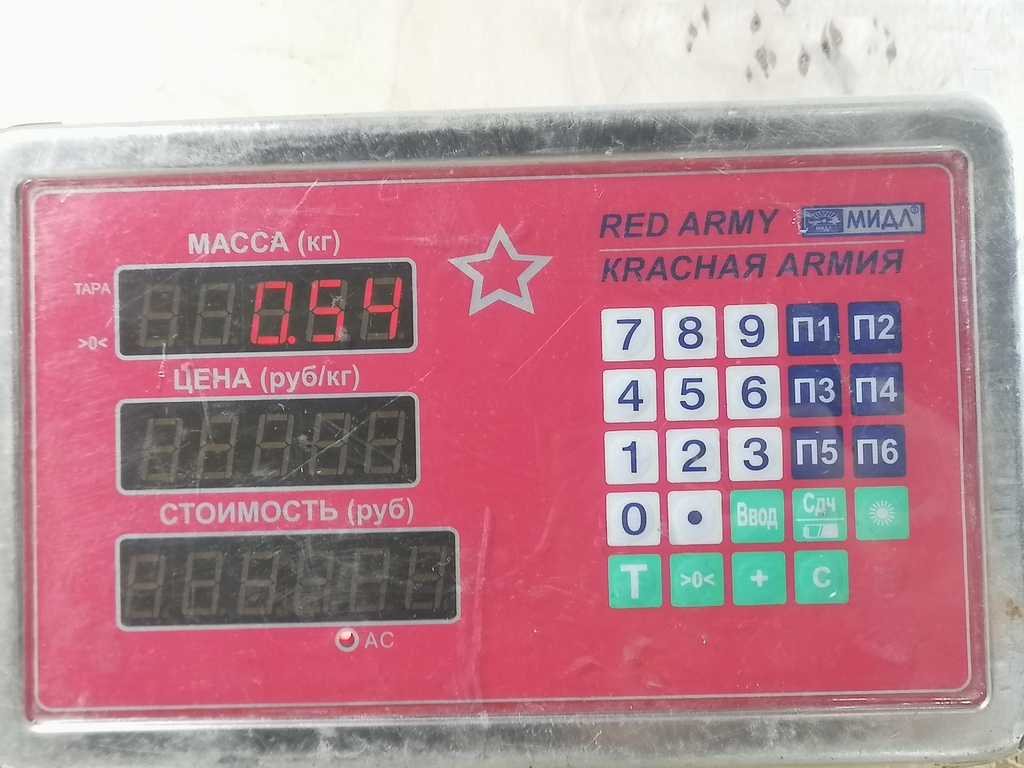 МАССА (кг)
ТАРА
0.54
>0<
ЦЕНА (руб/кг)
СТОИМОСТЬ (руб)
AC
RED ARMY МИДЛ®
КRАСНАЯ АRМИЯ
7 8 9 П1 П2
4 5 6 П3 П4
1 2 3 П5 П6
0 • Ввод Сдч
T >0< + C